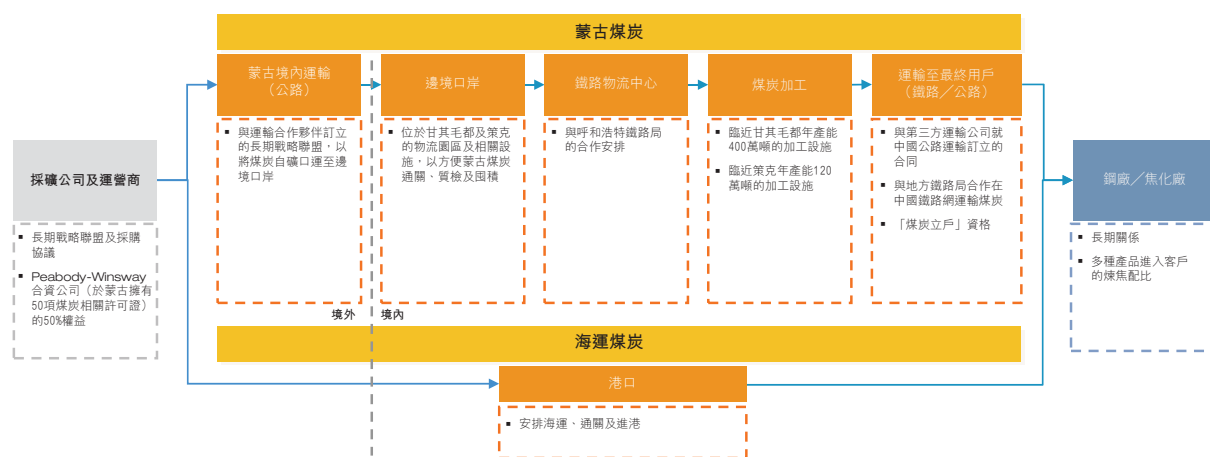 蒙古煤炭
採礦公司及運營商
▪ 長期戰略聯盟及採購
協議
▪ Peabody-Winsway
合資公司（於蒙古擁有
50項煤炭相關許可證）
的50%權益
蒙古境內運輸
（公路）
▪ 與運輸合作夥伴訂立
的長期戰略聯盟，以
將煤炭自礦口運至邊
境口岸
邊境口岸
▪ 位於甘其毛都及策克
的物流園區及相關設
施，以方便蒙古煤炭
通關、質檢及囤積
鐵路物流中心
▪ 與呼和浩特鐵路局
的合作安排
煤炭加工
▪ 臨近甘其毛都年產能
400萬噸的加工設施
▪ 臨近策克年產能120
萬噸的加工設施
運輸至最終用戶
（鐵路／公路）
▪ 與第三方運輸公司就
中國公路運輸訂立的
合同
▪ 與地方鐵路局合作在
中國鐵路網運輸煤炭
▪ 「煤炭立戶」資格
鋼廠／焦化廠
▪ 長期關係
▪ 多種產品進入客戶
的煉焦配比
境外 境內
海運煤炭
港口
▪ 安排海運、通關及進港